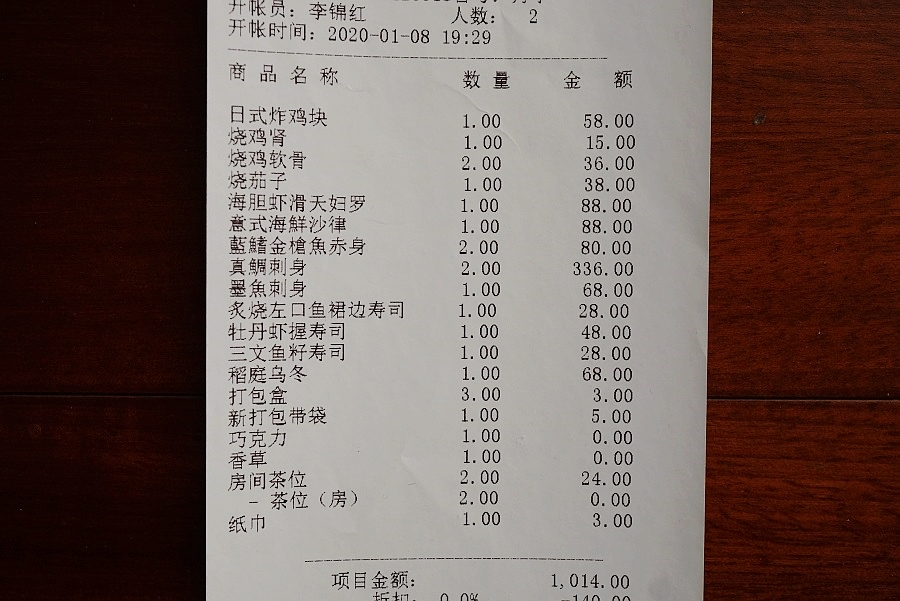 开帐员: 李锦红 人数: 2
开帐时间: 2020-01-08 19:29
商品名称 数量 金额
日式炸鸡块 1.00 58.00
烧鸡肾 1.00 15.00
烧鸡软骨 2.00 36.00
烧茄子 1.00 38.00
海胆虾滑天妇罗 1.00 88.00
意式海鮮沙律 1.00 88.00
藍鰭金槍魚赤身 2.00 80.00
真鯛刺身 2.00 336.00
墨魚刺身 1.00 68.00
炙烧左口鱼裙边寿司 1.00 28.00
牡丹虾握寿司 1.00 48.00
三文鱼籽寿司 1.00 28.00
稻庭乌冬 1.00 68.00
打包盒 3.00 3.00
新打包带袋 1.00 5.00
巧克力 1.00 0.00
香草 1.00 0.00
房间茶位 2.00 24.00
- 茶位（房） 2.00 0.00
纸巾 1.00 3.00
项目金额: 1,014.00
折扣: 0.0% -140.00